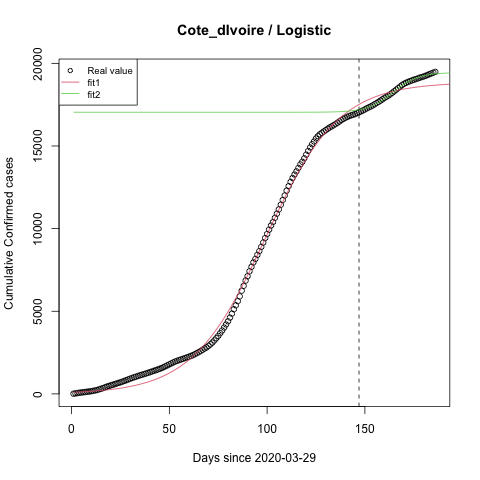 Cote_dIvoire / Logistic
Real value
fit1
fit2
Cumulative Confirmed cases
20000
15000
10000
5000
0
0 50 100 150
Days since 2020-03-29